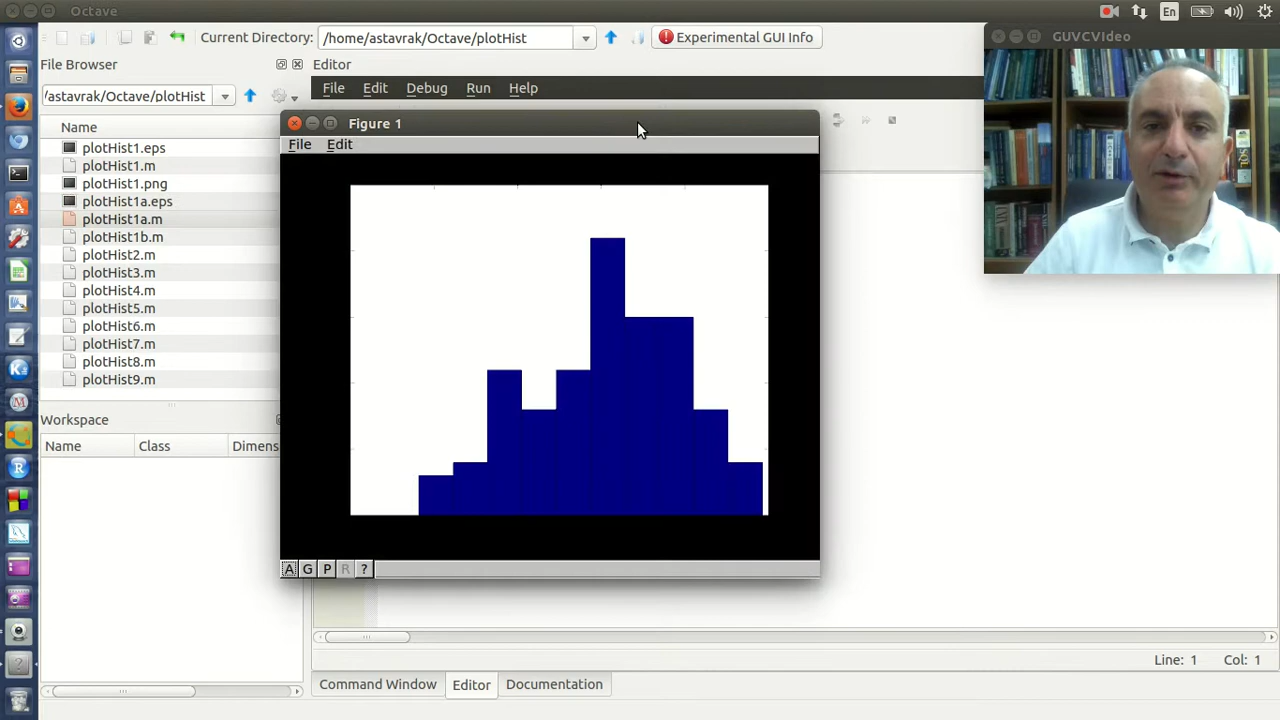 Octave
En
Current Directory: /home/astavrak/Octave/plotHist
Experimental GUI Info
GUVCVIdeo
File Browser
Editor
/astavrak/Octave/plotHist
File Edit Debug Run Help
Name
Figure 1
File Edit
plotHist1.eps
plotHist1.m
plotHist1.png
plotHist1a.eps
plotHist1a.m
plotHist1b.m
plotHist2.m
plotHist3.m
plotHist4.m
plotHist5.m
plotHist6.m
plotHist7.m
plotHist8.m
plotHist9.m
Workspace
Name Class Dimens
A G P R ?
Line: 1 Col: 1
Command Window Editor Documentation